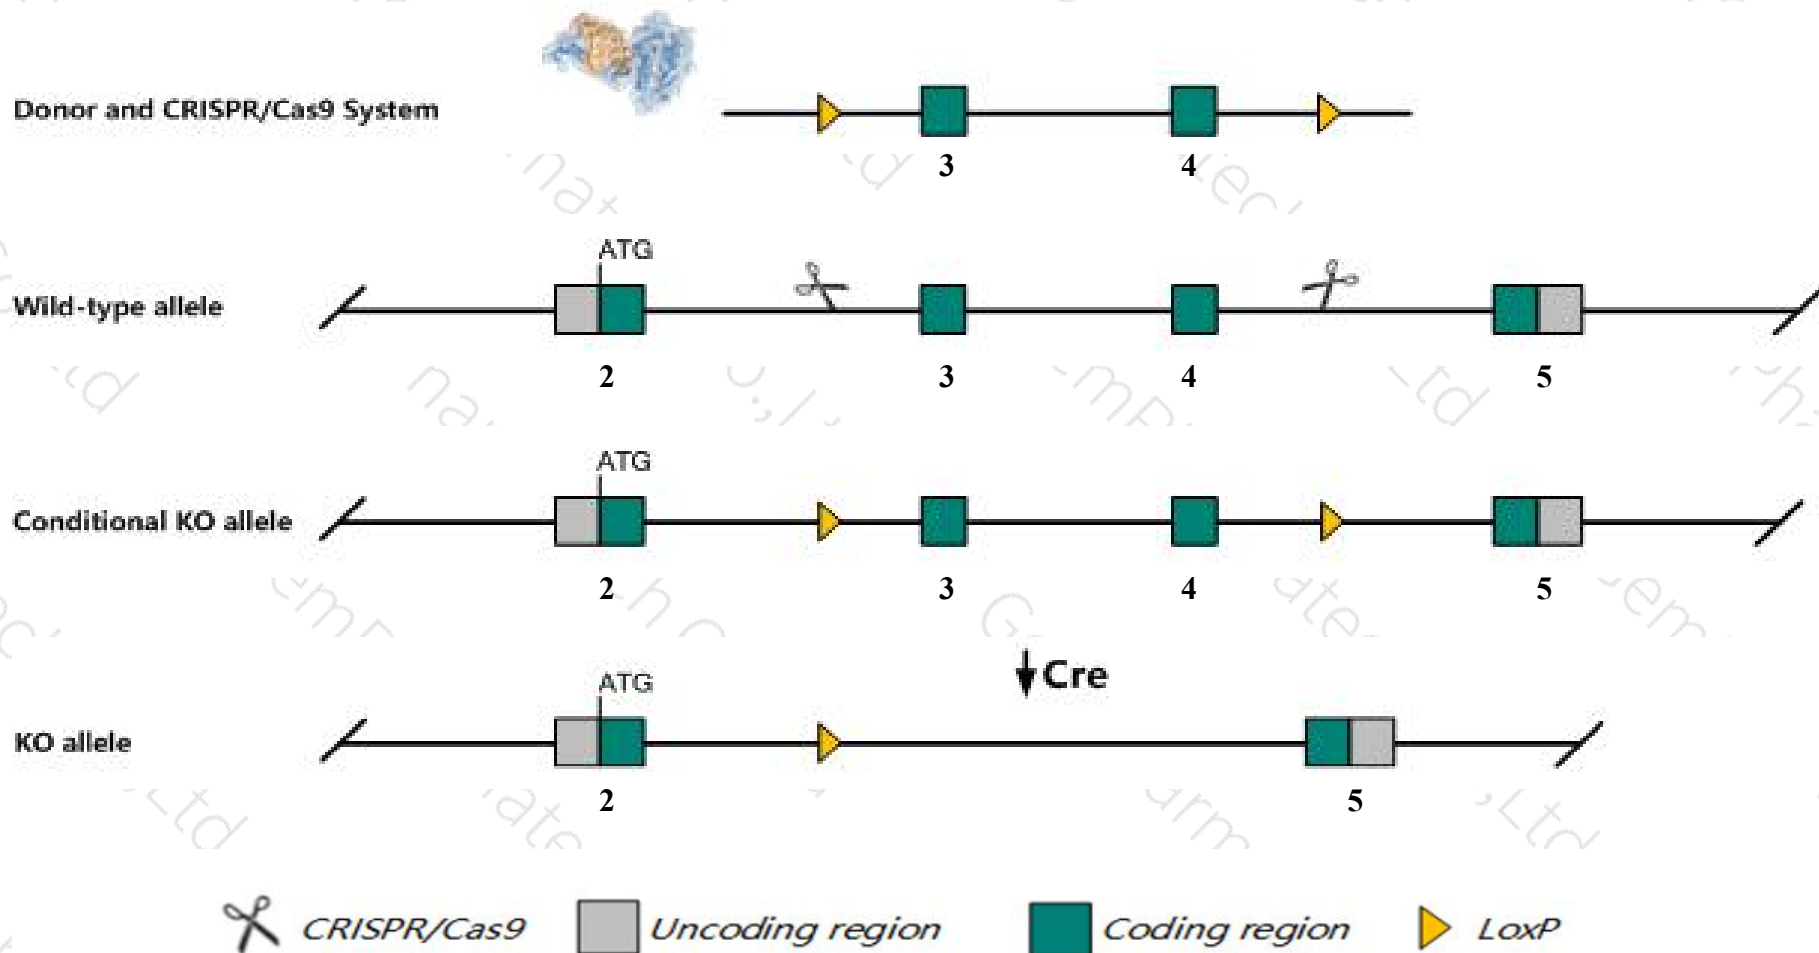 Donor and CRISPR/Cas9 System
3 4
ATG
Wild-type allele
2 3 4 5
ATG
Conditional KO allele
2 3 4 5
Cre
ATG
KO allele
2 5
CRISPR/Cas9 Uncoding region Coding region LoxP